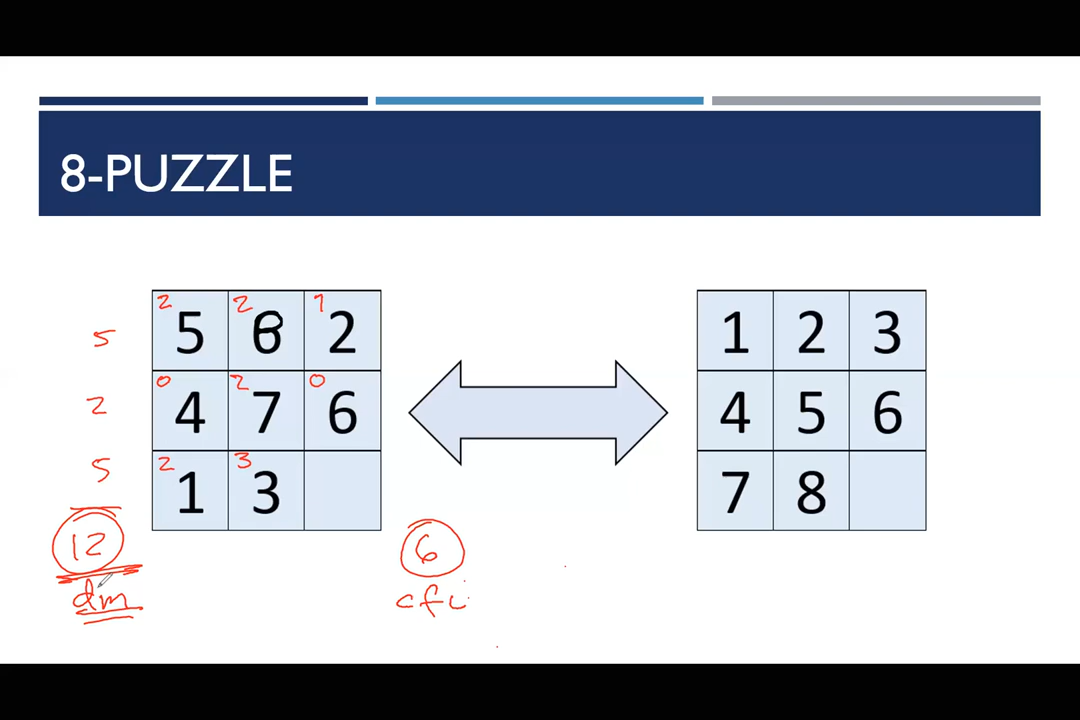 8-PUZZLE
2 2 1
5 5 8 2 1 2 3
0 2 0
2 4 7 6 4 5 6
2 3
5 1 3 7 8
12 6
dm cfi